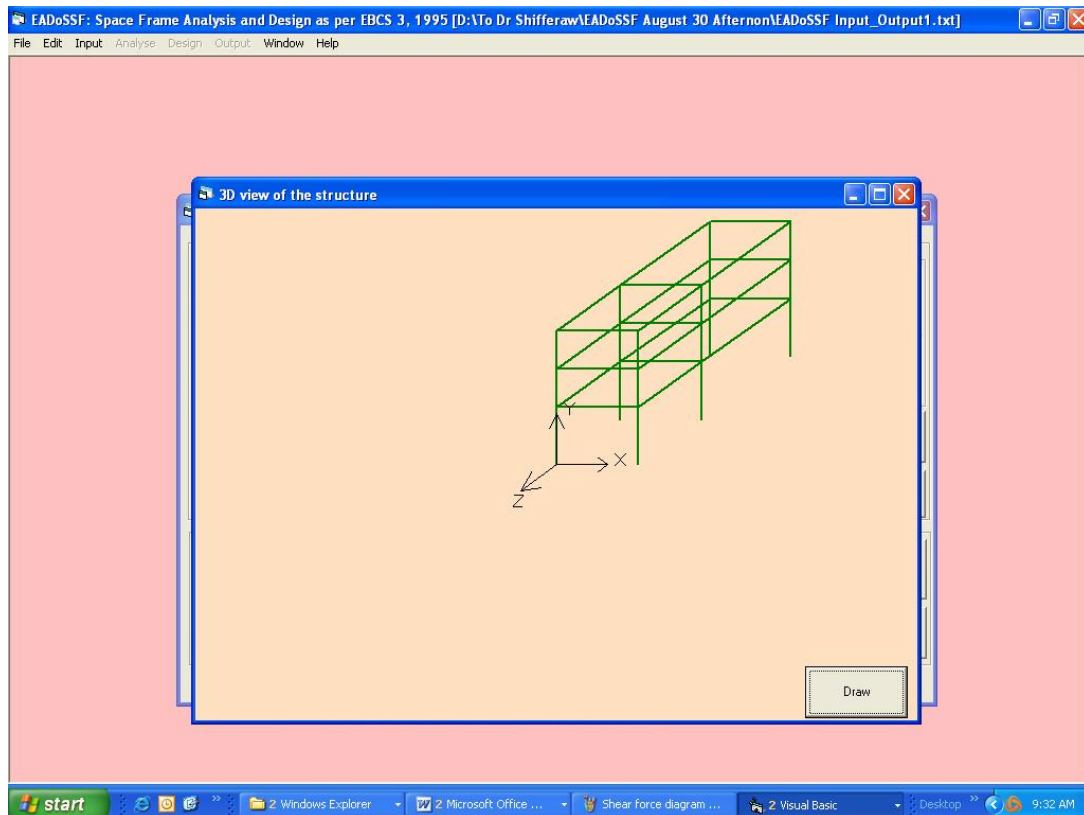 EADoSSF: Space Frame Analysis and Design as per EBCS 3, 1995 [D:\To Dr Shifferaw\EADoSSF August 30 Afternon\EADoSSF Input_Output1.txt]
File Edit Input Analyse Design Output Window Help
3D view of the structure
Y
X
Z
Draw
start » 2 Windows Explorer 2 Microsoft Office ... Shear force diagram ... 2 Visual Basic Desktop » 9:32 AM